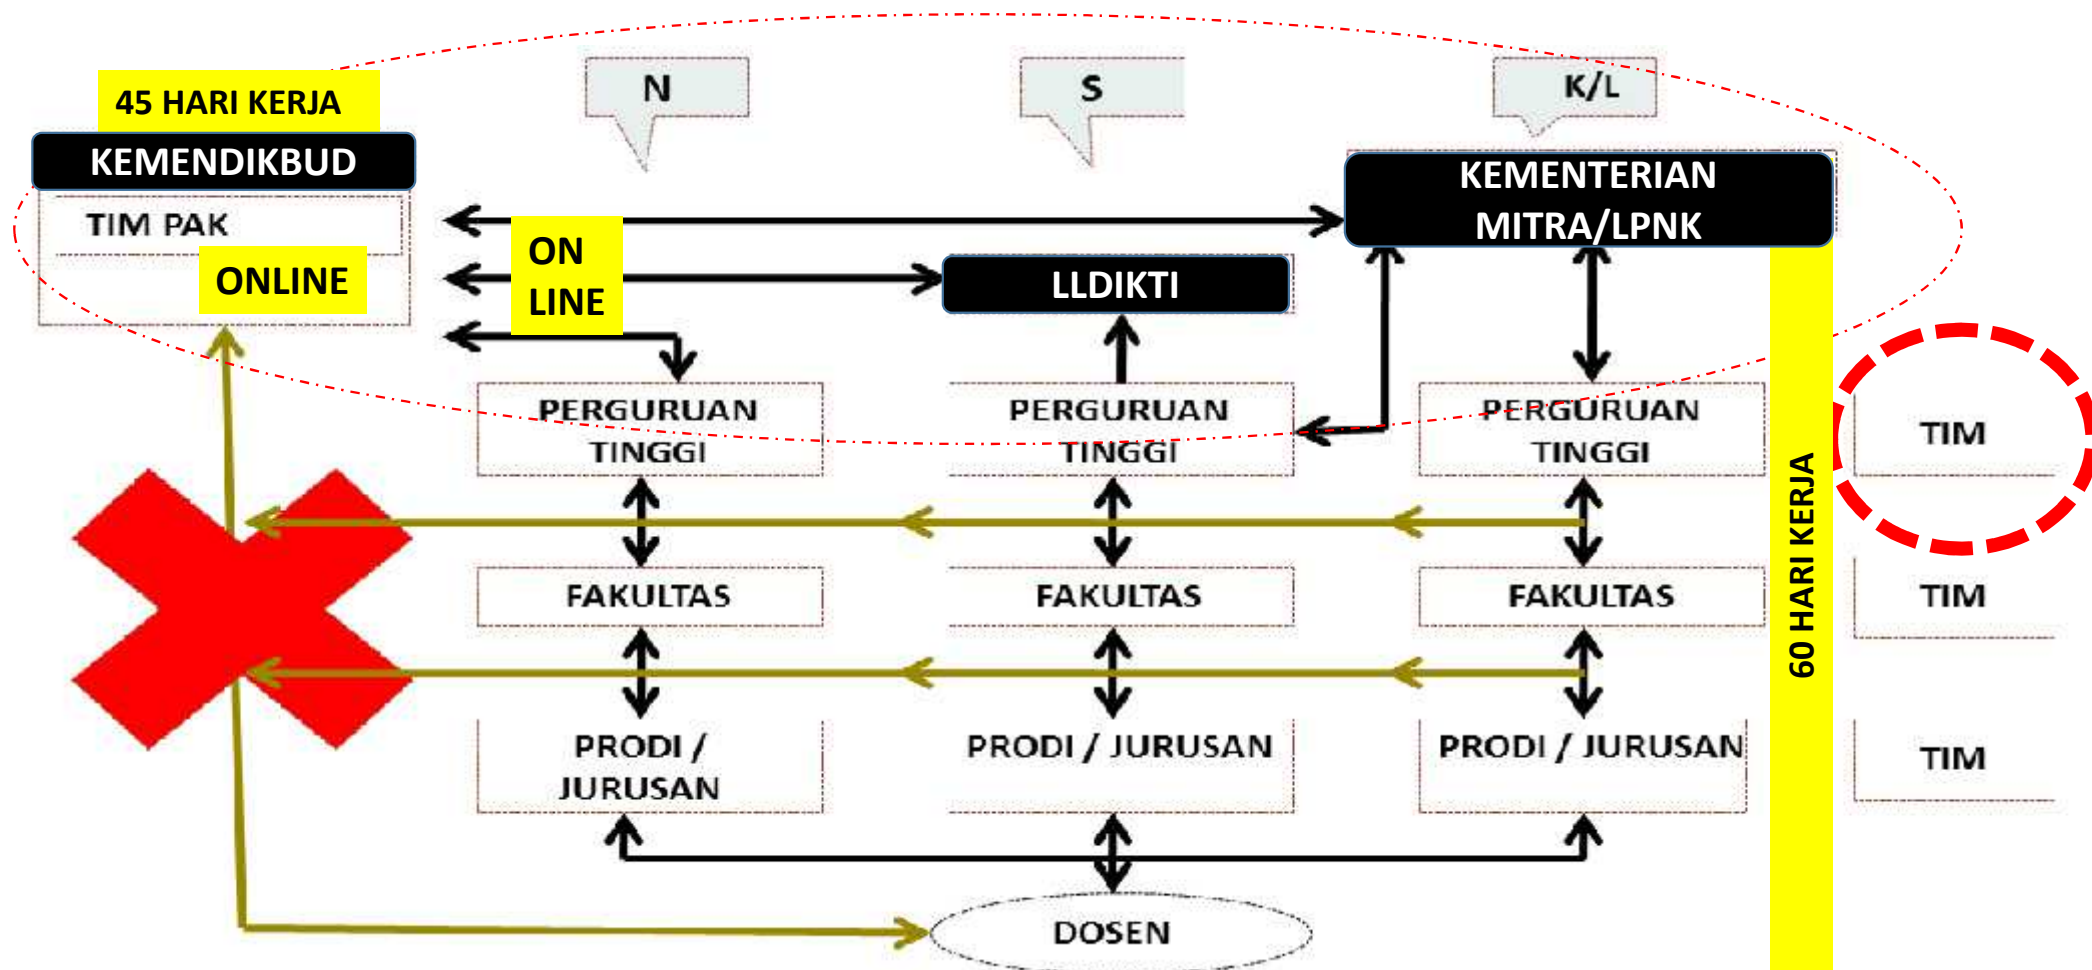 N
S
K/L
45 HARI KERJA
KEMENDIKBUD
TIM PAK
ONLINE
ON
LINE
LLDIKTI
KEMENTERIAN
MITRA/LPNK
PERGURUAN
TINGGI
PERGURUAN
TINGGI
PERGURUAN
TINGGI
TIM
FAKULTAS
FAKULTAS
FAKULTAS
TIM
60 HARI KERJA
PRODI /
JURUSAN
PRODI / JURUSAN
PRODI / JURUSAN
TIM
DOSEN